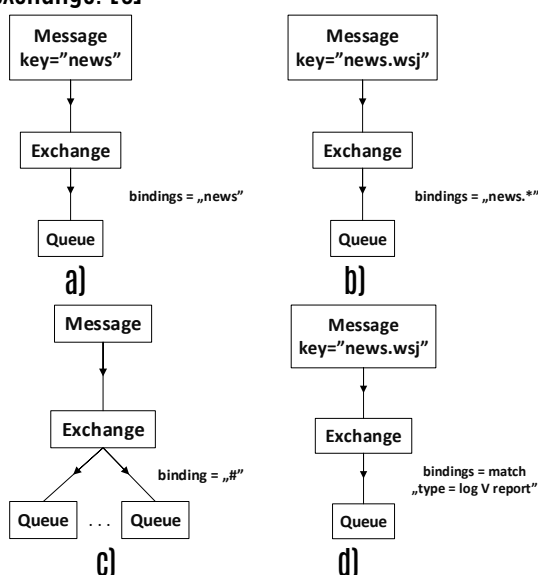 Exchange. [6]
Message
key=”news”
Exchange
bindings = „news”
Queue
a)
Message
key=”news.wsj”
Exchange
bindings = „news.*”
Queue
b)
Message
Exchange
binding = „#”
Queue . . . Queue
c)
Message
key=”news.wsj”
Exchange
bindings = match
„type = log V report”
Queue
d)